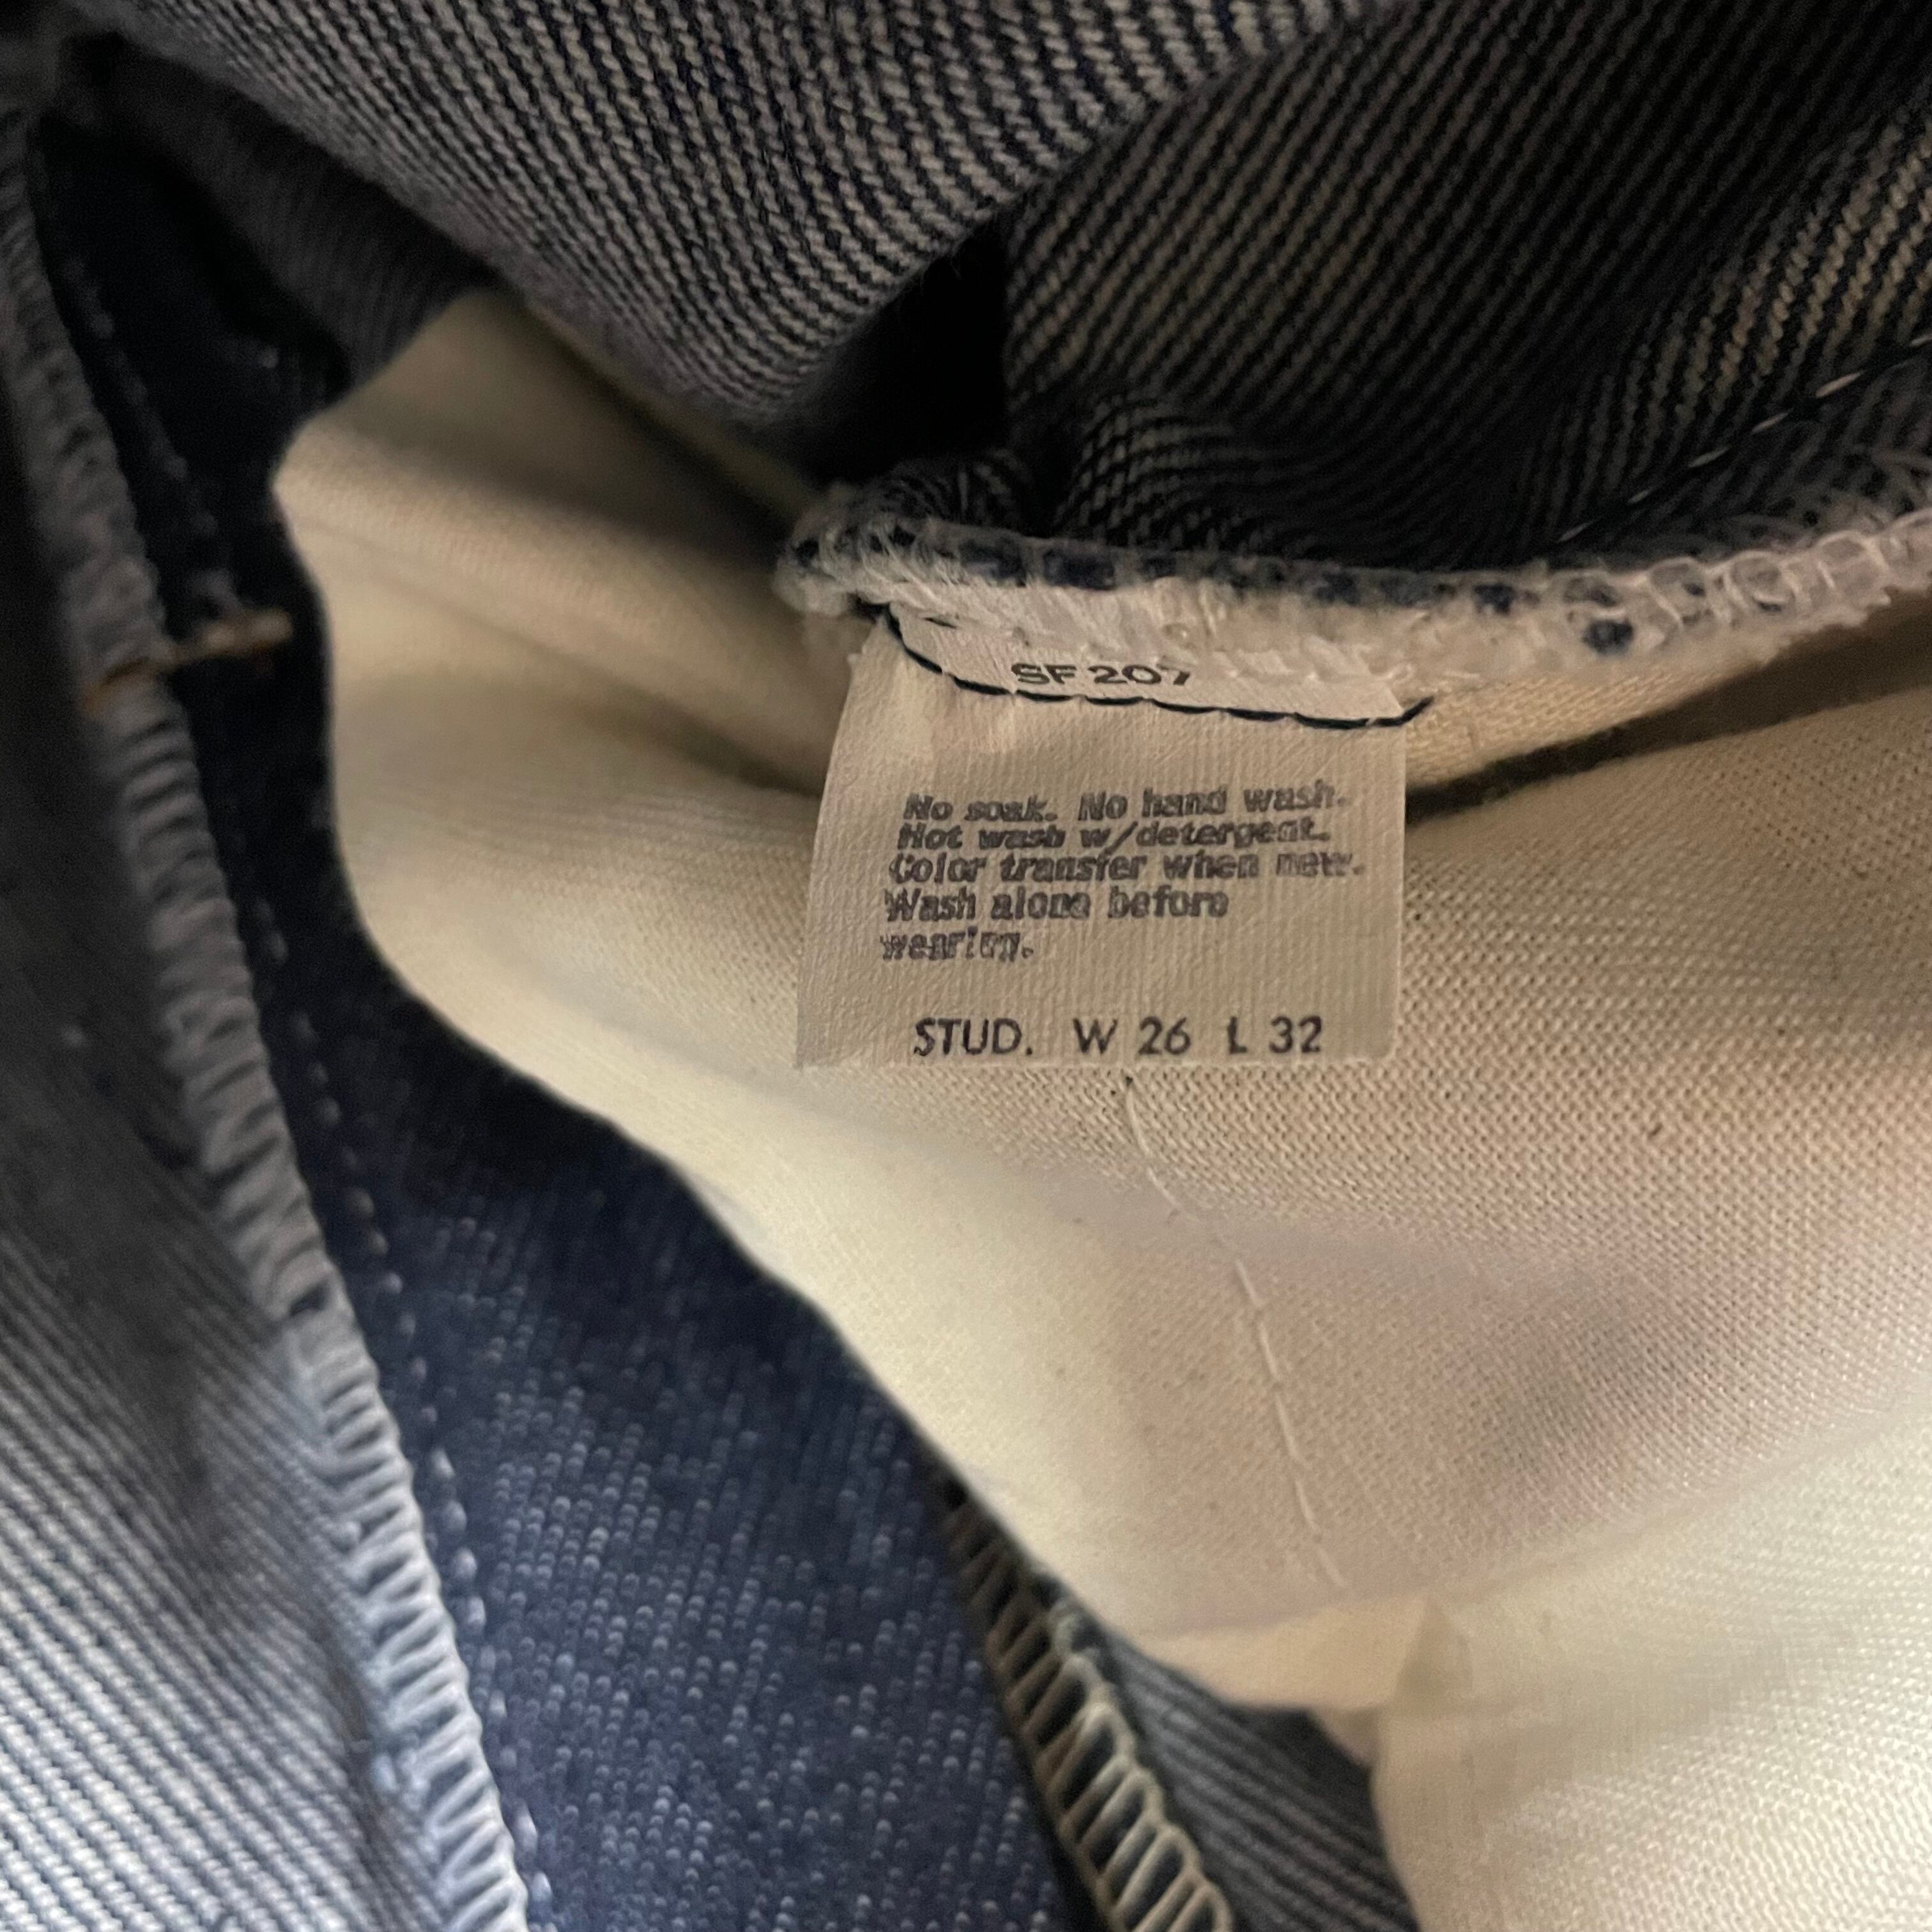 SF 207
No soak. No hand wash.
Hot wash w/detergent.
Color transfer when new.
Wash alone before
wearing.
STUD. W 26 L 32